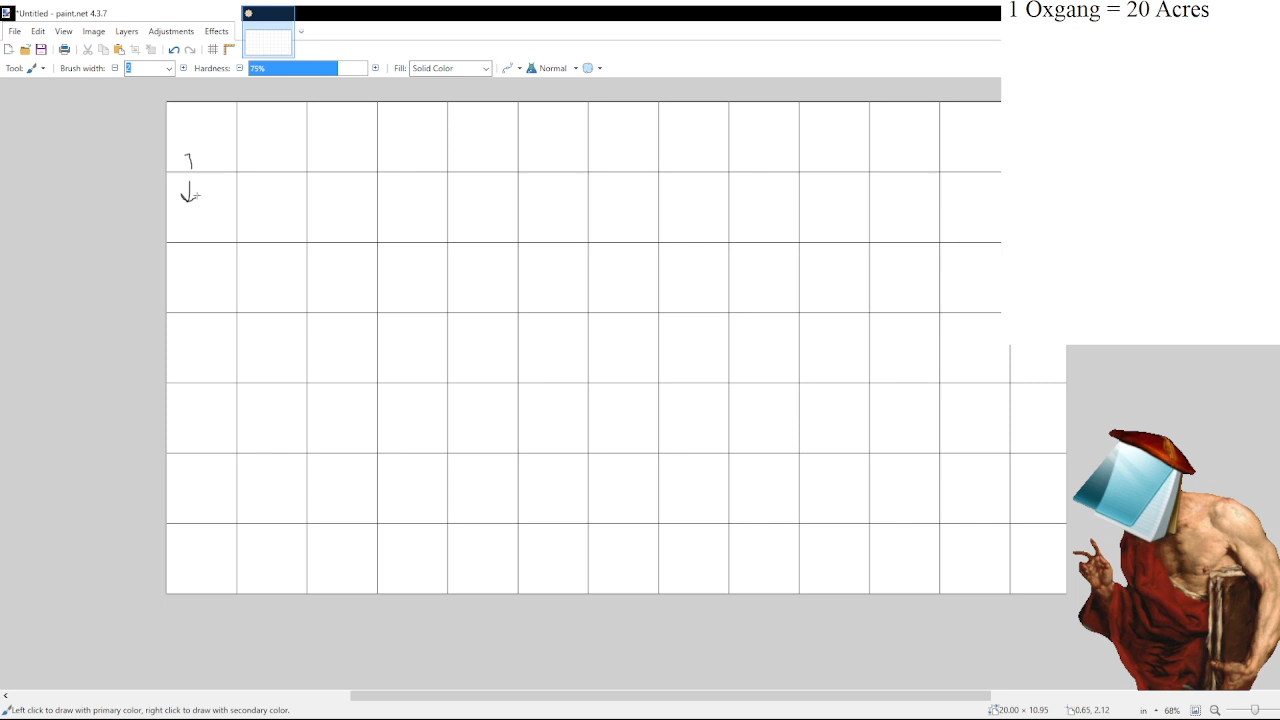 *Untitled - paint.net 4.3.7
1 Oxgang = 20 Acres
File Edit View Image Layers Adjustments Effects
Tool: Brush width: 2 Hardness: 75% Fill: Solid Color Normal
1
Left click to draw with primary color, right click to draw with secondary color. 20.00 × 10.95 0.65, 2.12 in 68%